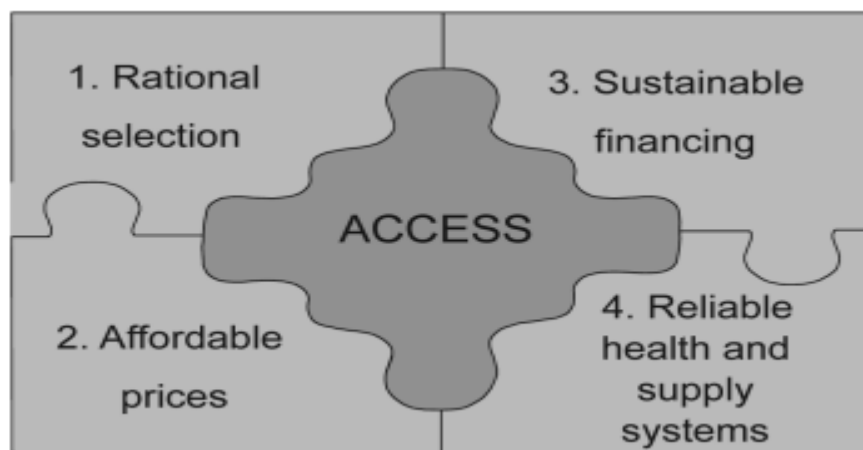 1. Rational
selection
3. Sustainable
financing
ACCESS
2. Affordable
prices
4. Reliable
health and
supply
systems